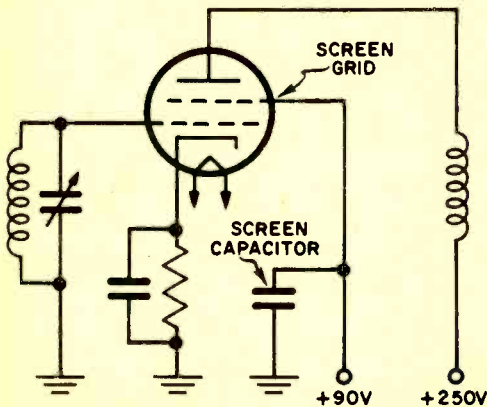 SCREEN
GRID
SCREEN
CAPACITOR
+90V
+250V